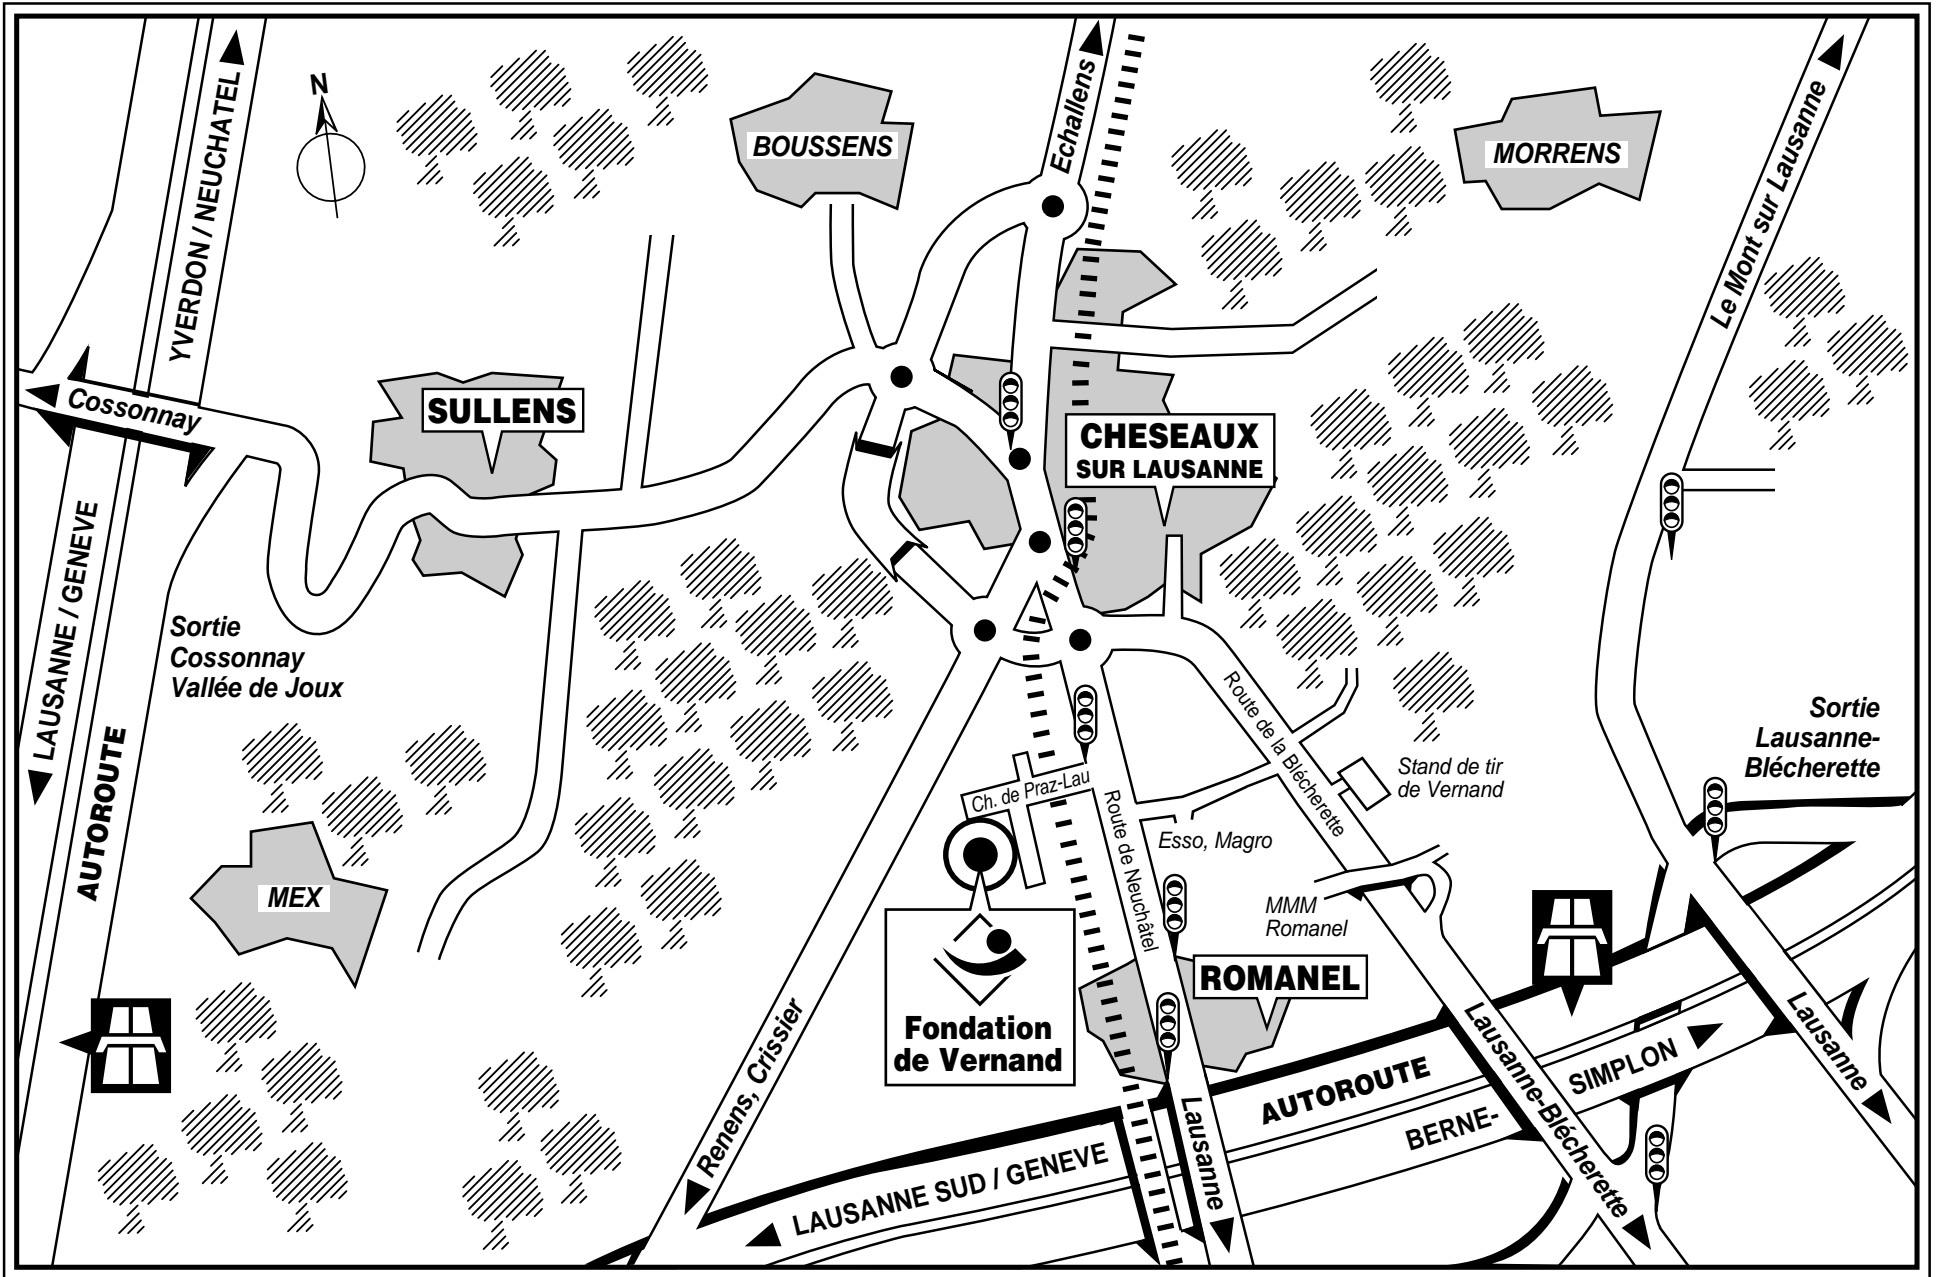 N
YVERDON / NEUCHATEL
BOUSSENS
Echallens
MORRENS
Le Mont sur Lausanne
Cossonnay
SULLENS
CHESEAUX
SUR LAUSANNE
LAUSANNE / GENEVE
Sortie
Cossonnay
Vallée de Joux
AUTOROUTE
Route de la Blécherette
Sortie
Lausanne-
Blécherette
Stand de tir
de Vernand
Ch. de Praz-Lau
Route de Neuchâtel
Esso, Magro
MEX
MMM
Romanel
ROMANEL
Fondation
de Vernand
Renens, Crissier
Lausanne
Lausanne-Blécherette
Lausanne
AUTOROUTE
SIMPLON
BERNE-
LAUSANNE SUD / GENEVE